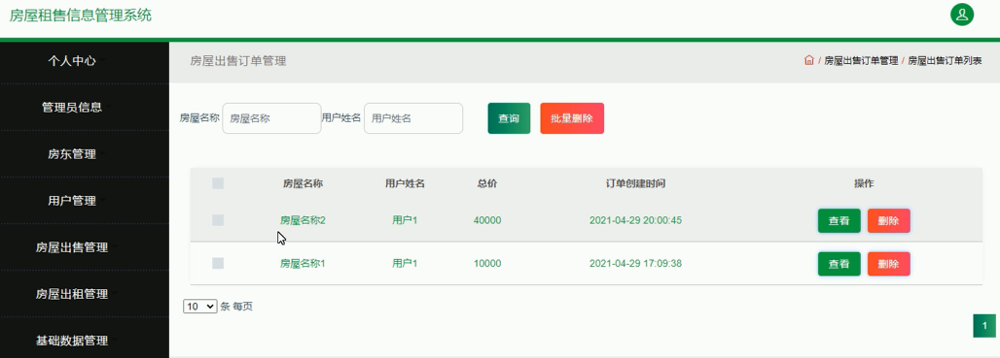 房屋租售信息管理系统
个人中心
管理员信息
房东管理
用户管理
房屋出售管理
房屋出租管理
基础数据管理
房屋出售订单管理
/ 房屋出售订单管理 / 房屋出售订单列表
房屋名称 房屋名称 用户姓名 用户姓名 查询 批量删除
房屋名称 用户姓名 总价 订单创建时间 操作
房屋名称2 用户1 40000 2021-04-29 20:00:45 查看 删除
房屋名称1 用户1 10000 2021-04-29 17:09:38 查看 删除
10 条 每页
1